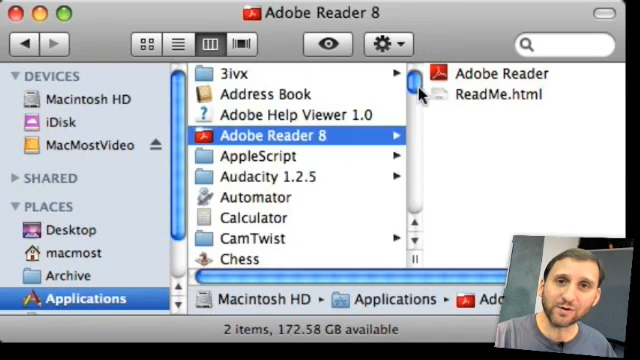 Adobe Reader 8
DEVICES
Macintosh HD
iDisk
MacMostVideo
SHARED
PLACES
Desktop
macmost
Archive
Applications
3ivx
Address Book
Adobe Help Viewer 1.0
Adobe Reader 8
AppleScript
Audacity 1.2.5
Automator
Calculator
CamTwist
Chess
Adobe Reader
ReadMe.html
Macintosh HD Applications Ado
2 items, 172.58 GB available